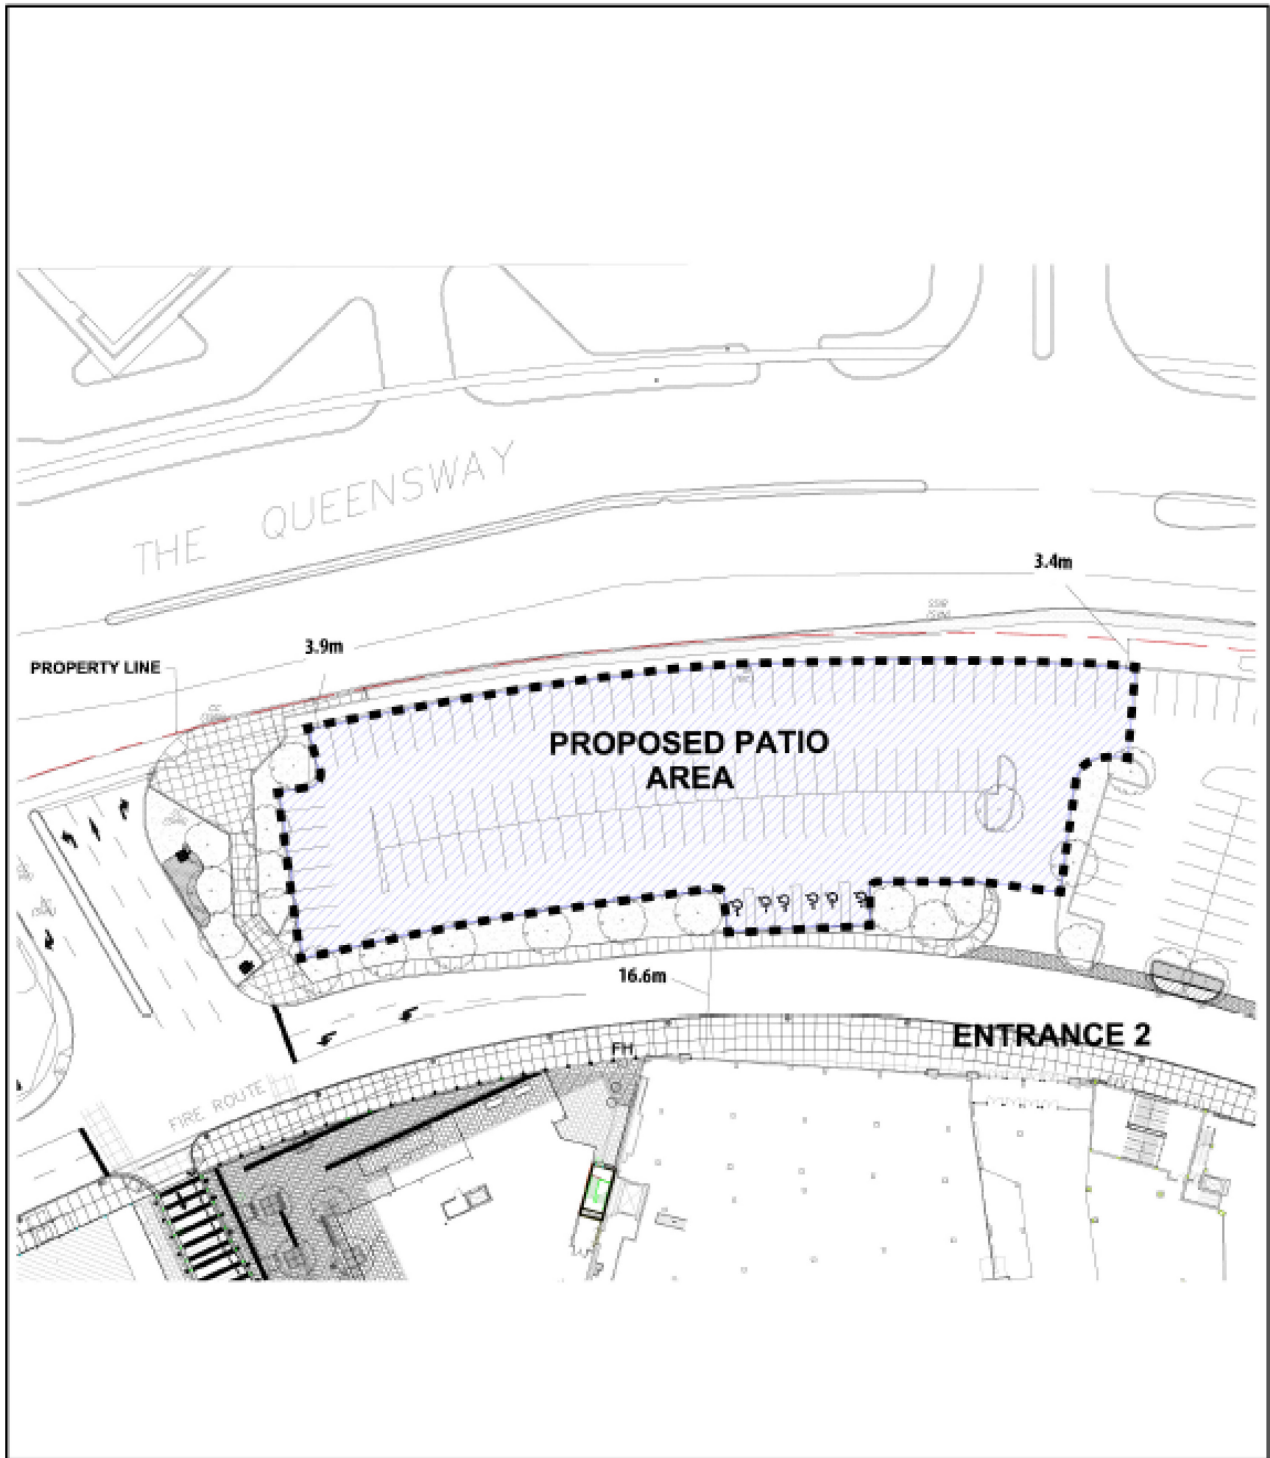 THE QUEENSWAY
3.4m
3.9m
PROPERTY LINE
PROPOSED PATIO
AREA
16.6m
ENTRANCE 2
FH
FIRE ROUTE